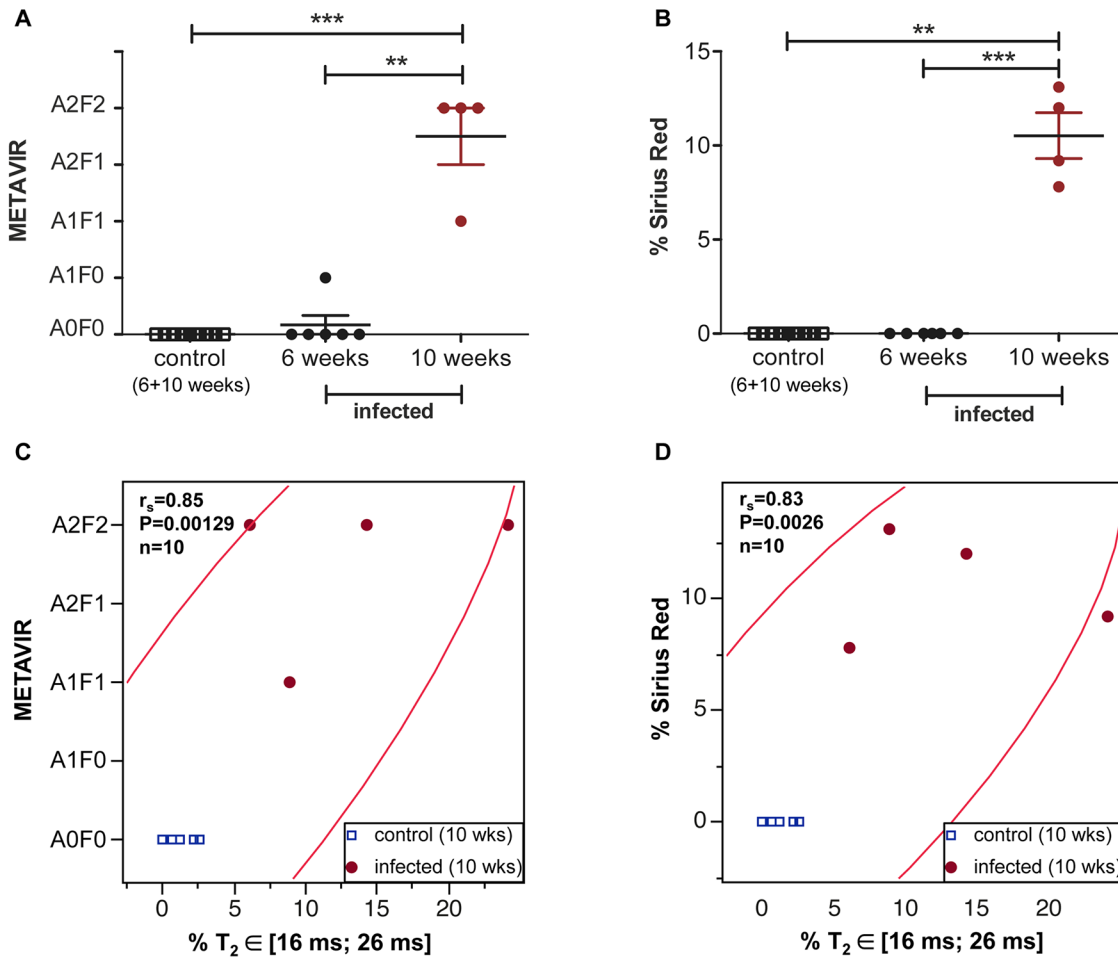 A
***
**
METAVIR
A2F2
A2F1
A1F1
A1F0
A0F0
control
(6+10 weeks)
6 weeks
10 weeks
infected
B
**
***
% Sirius Red
15
10
5
0
control
(6+10 weeks)
6 weeks
10 weeks
infected
C
rs=0.85
P=0.00129
n=10
METAVIR
A2F2
A2F1
A1F1
A1F0
A0F0
control (10 wks)
infected (10 wks)
0 5 10 15 20
% T2 ∈ [16 ms; 26 ms]
D
rs=0.83
P=0.0026
n=10
% Sirius Red
10
5
0
control (10 wks)
infected (10 wks)
0 5 10 15 20
% T2 ∈ [16 ms; 26 ms]